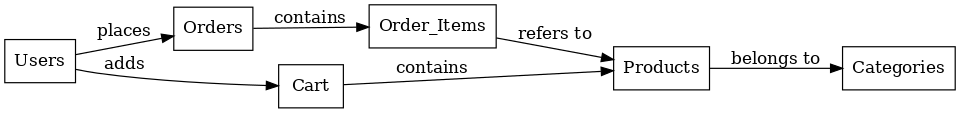 Users
places
adds
Orders
contains
Order_Items
refers to
Cart
contains
Products
belongs to
Categories